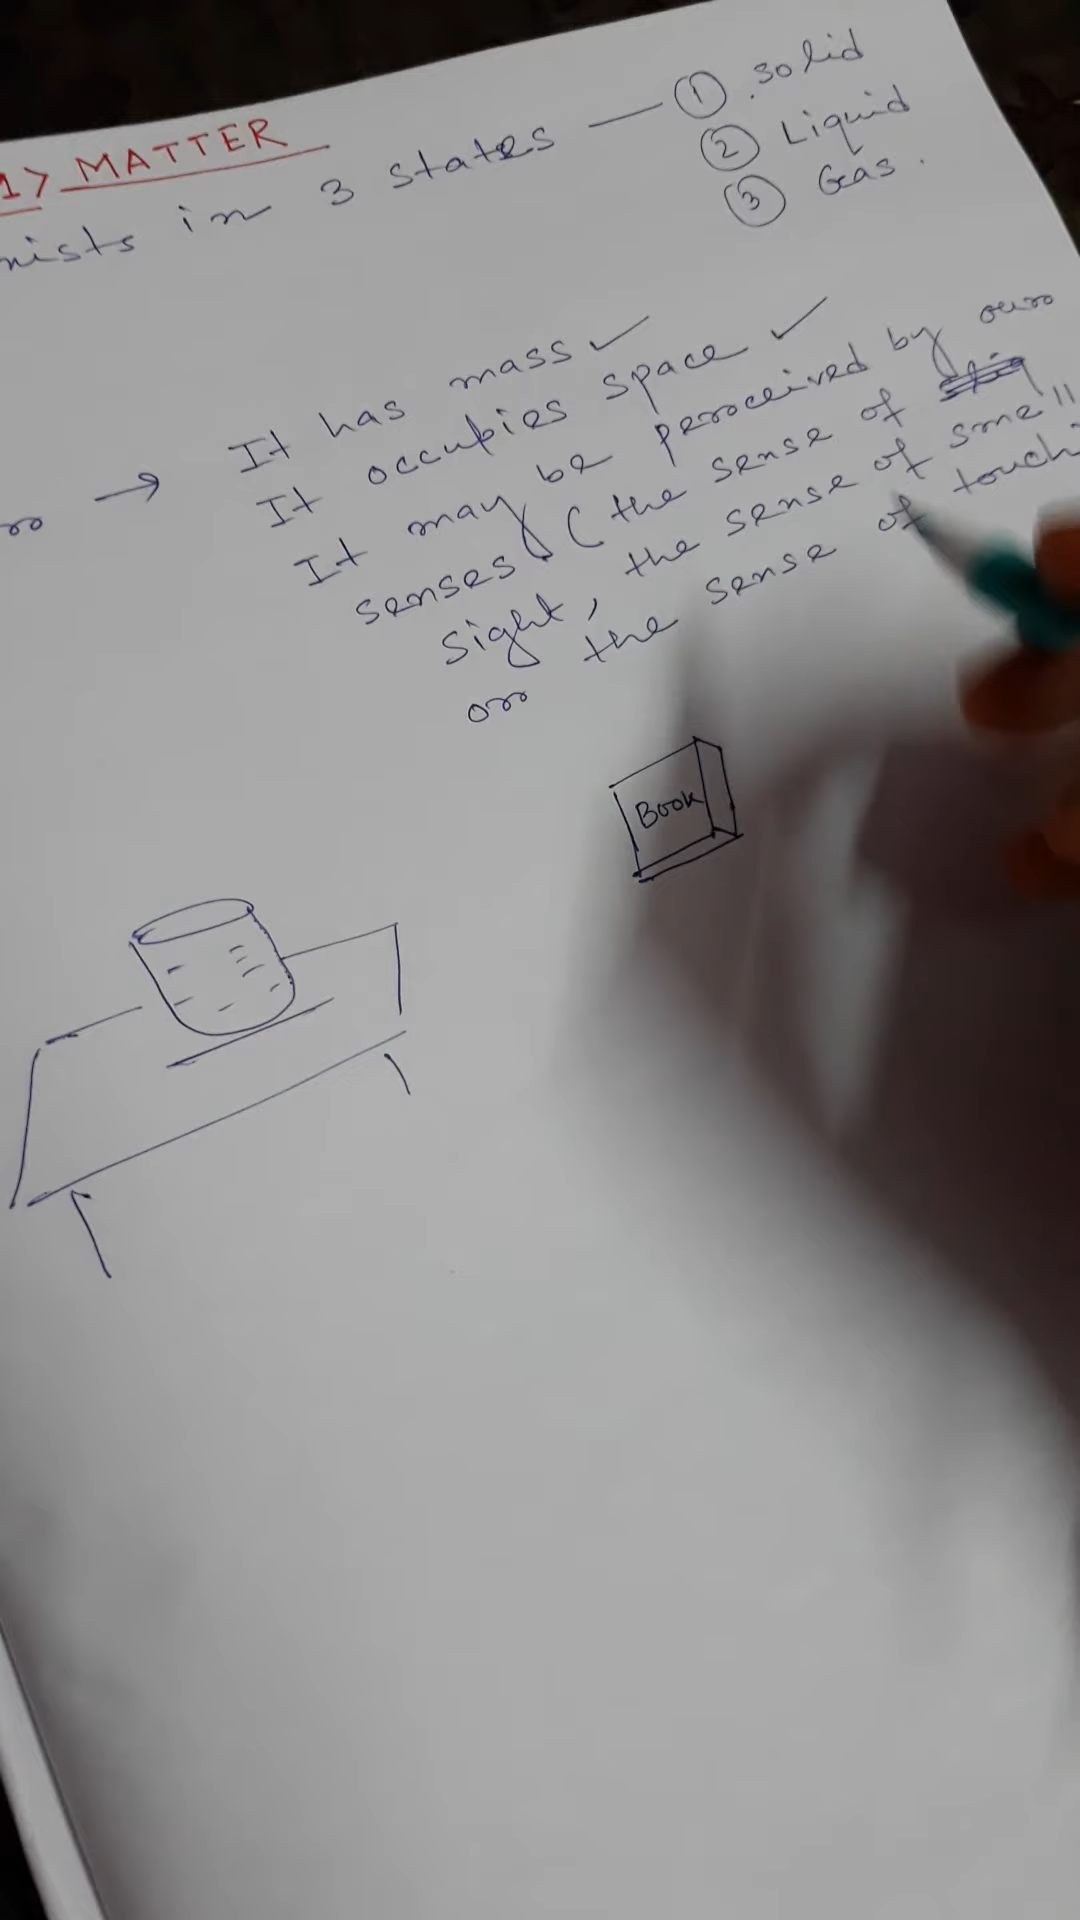 1> MATTER
in 3 states — ① solid
② Liquid
③ Gas.
→ It has mass ✓
It occupies space ✓
It may be perceived by our
senses (the sense of
sight, the sense of smell
or the sense of touch
Book